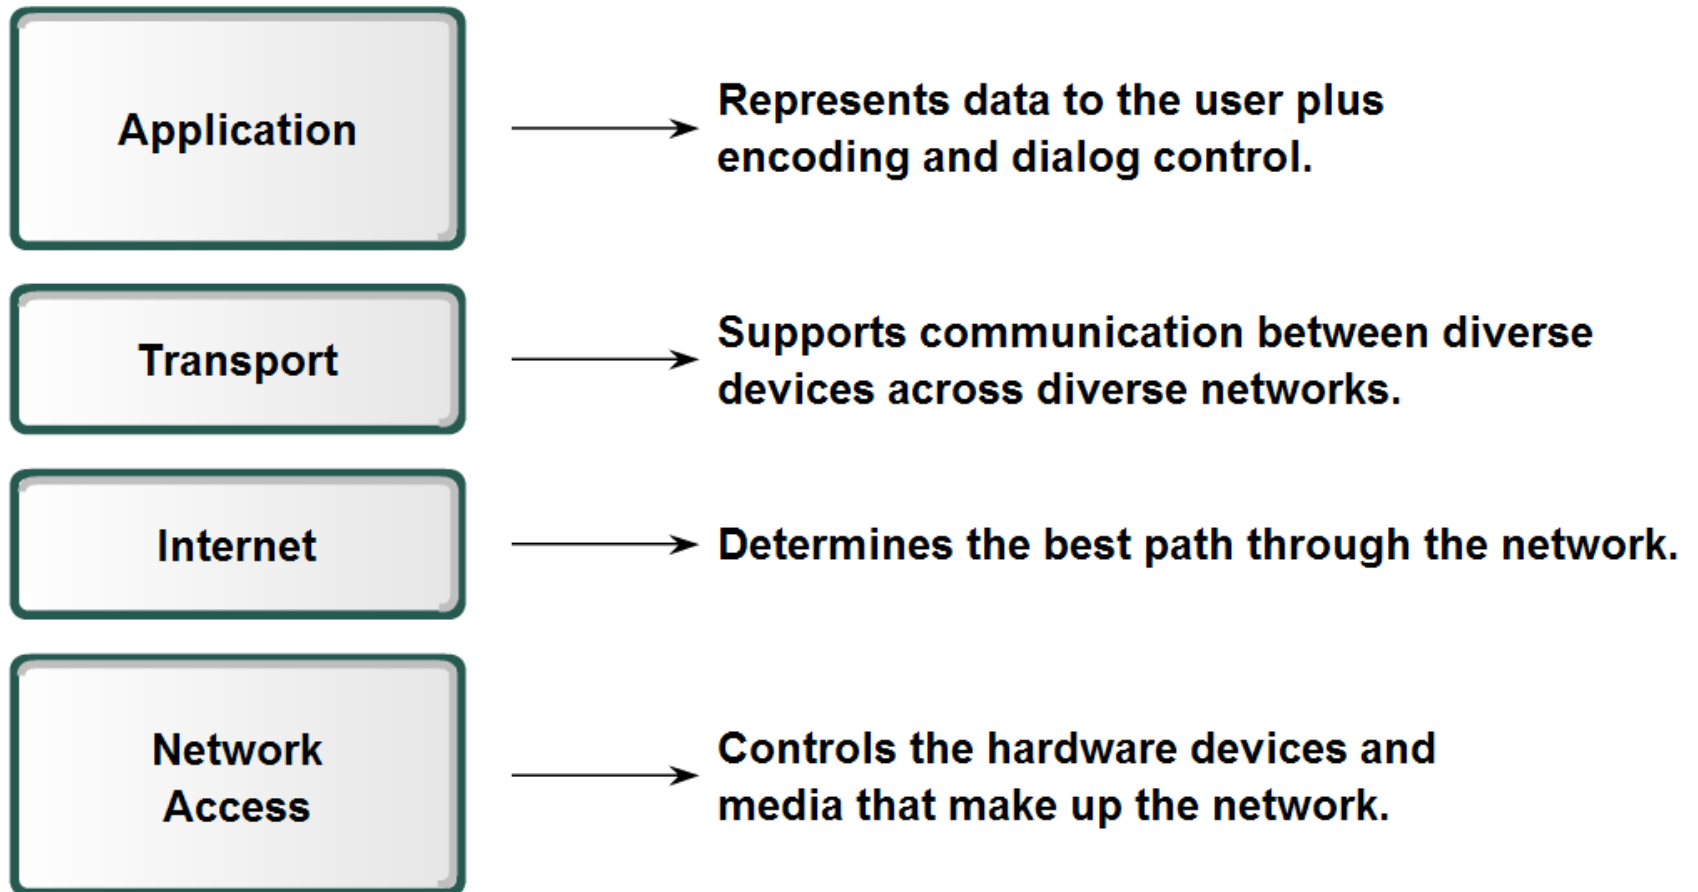 Application
Represents data to the user plus
encoding and dialog control.
Transport
Supports communication between diverse
devices across diverse networks.
Internet
Determines the best path through the network.
Network
Access
Controls the hardware devices and
media that make up the network.